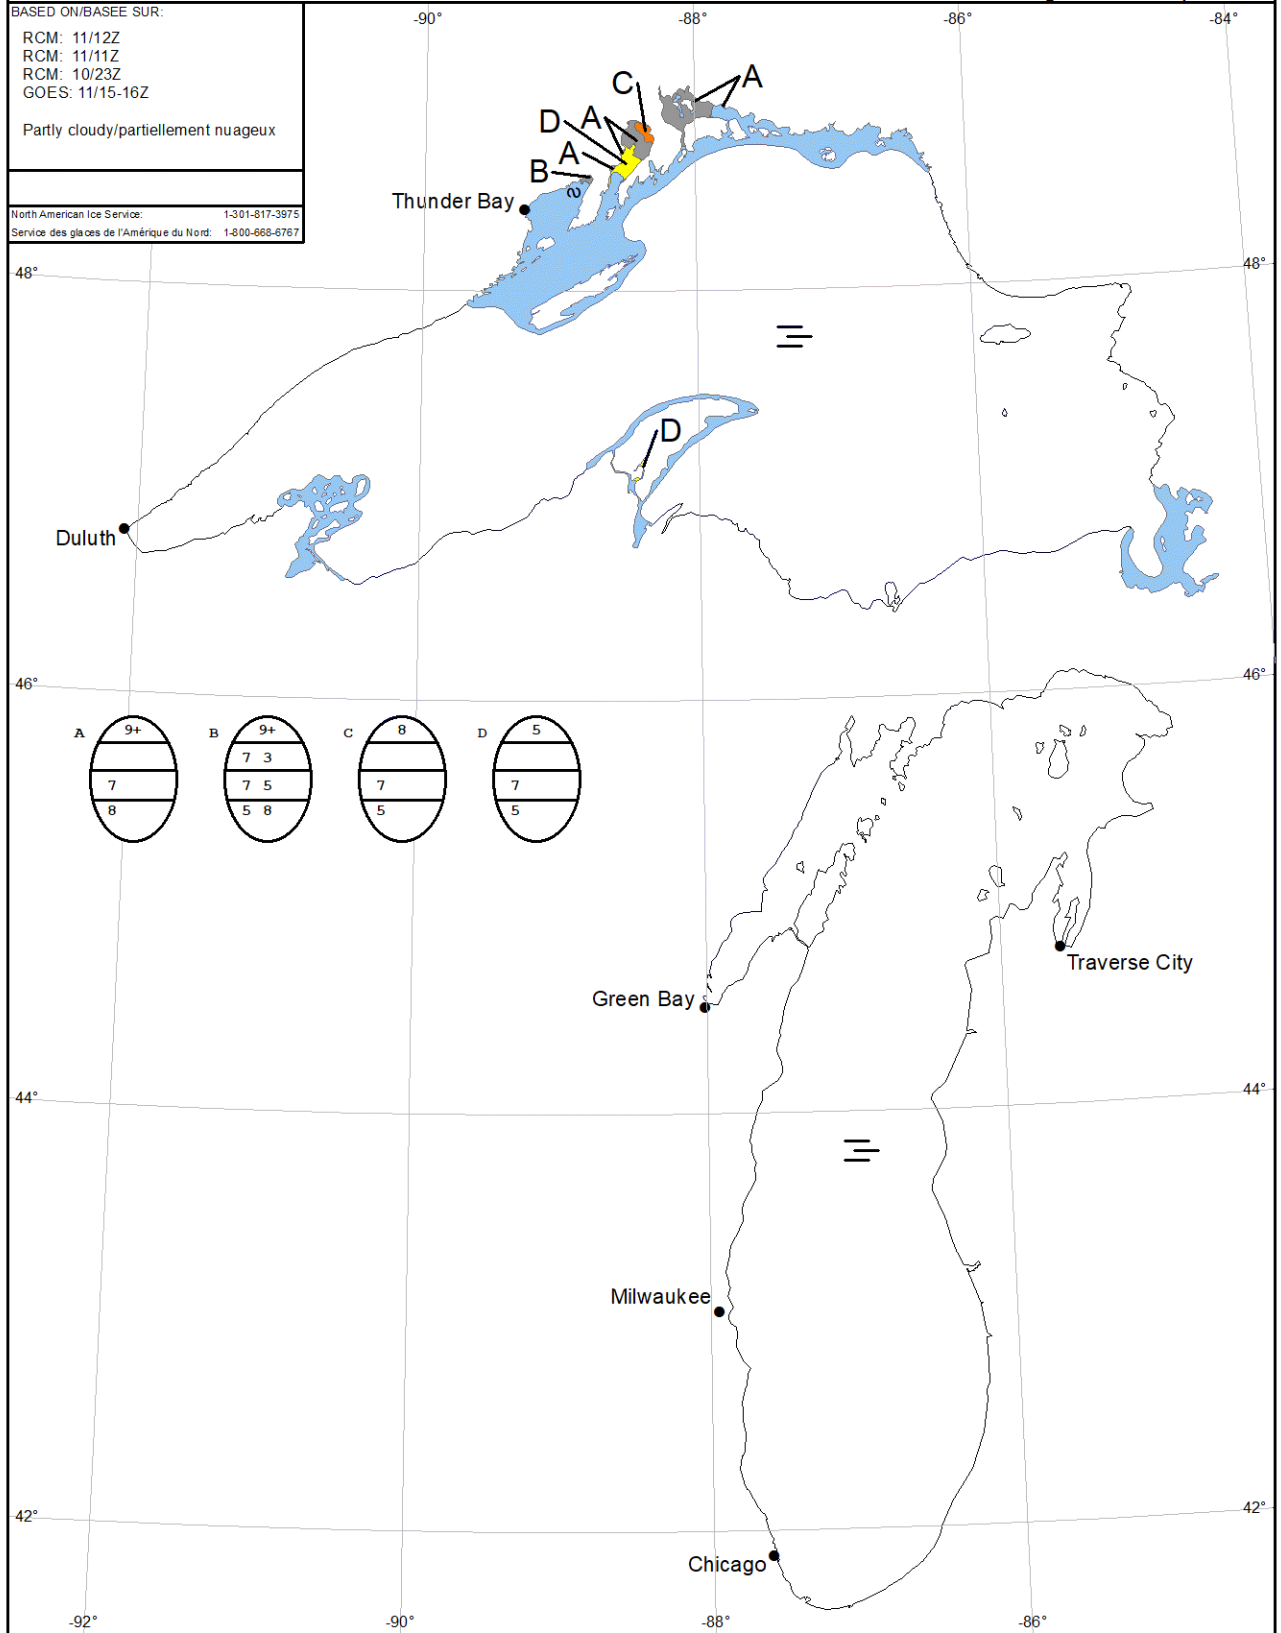 BASED ON/BASEE SUR:
RCM: 11/12Z
RCM: 11/11Z
RCM: 10/23Z
GOES: 11/15-16Z
Partly cloudy/partiellement nuageux
North American Ice Service: 1-301-817-3975
Service des glaces de l'Amérique du Nord: 1-800-668-6767
-90° -88° -86° -84°
C A
D A
A
B
Thunder Bay
48° 48°
D
Duluth
46° 46°
A 9+ B 9+ C 8 D 5
7 3
7 7 5 7 7
8 5 8 5 5
Traverse City
Green Bay
44° 44°
Milwaukee
42° 42°
Chicago
-92° -90° -88° -86°